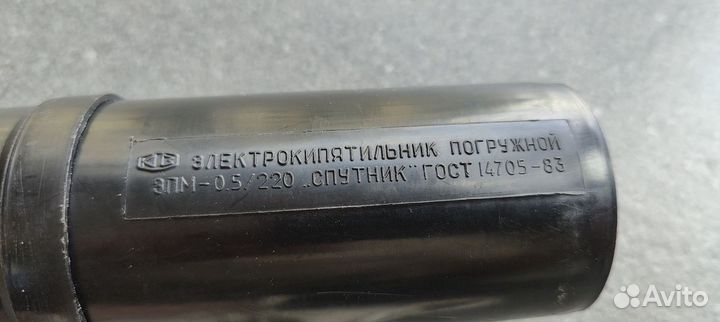 ЭЛЕКТРОКИПЯТИЛЬНИК ПОГРУЖНОЙ
ЭПМ-0,5/220 „СПУТНИК" ГОСТ 14705-83
Avito